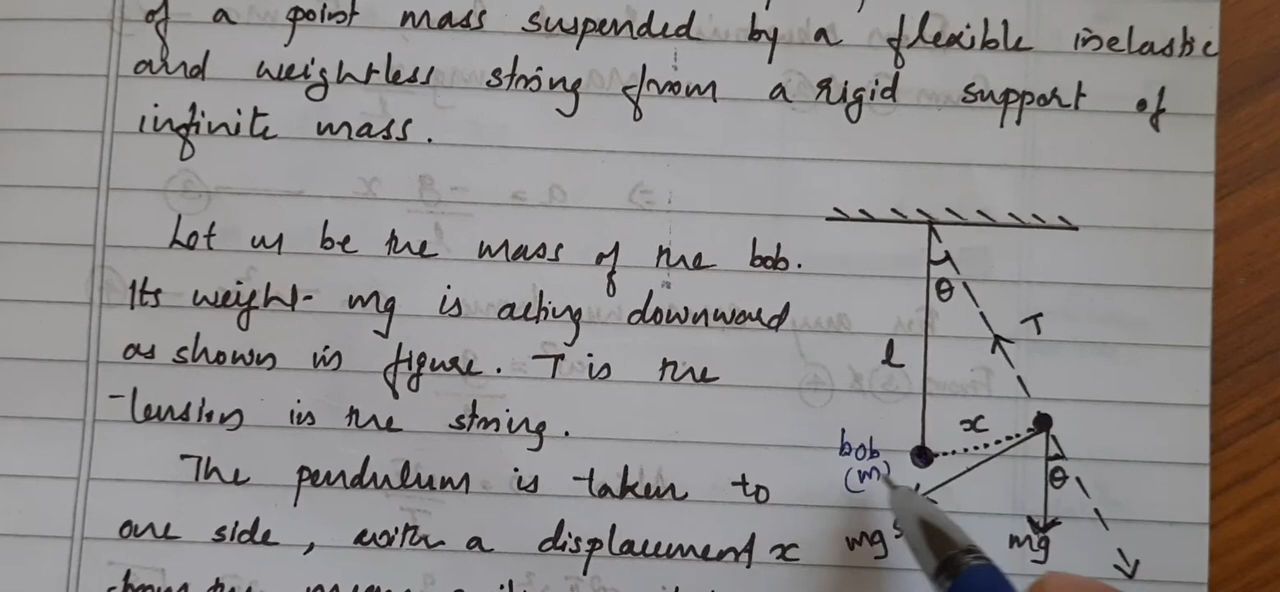 of a point mass suspended by a flexible inelastic
and weightless string from a rigid support of
infinite mass.
Let m be the mass of the bob.
Its weight mg is acting downward
as shown in figure. T is the
tension in the string.
The pendulum is taken to
one side, with a displacement x
θ
T
l
x
bob
(m)
θ
mg
mg